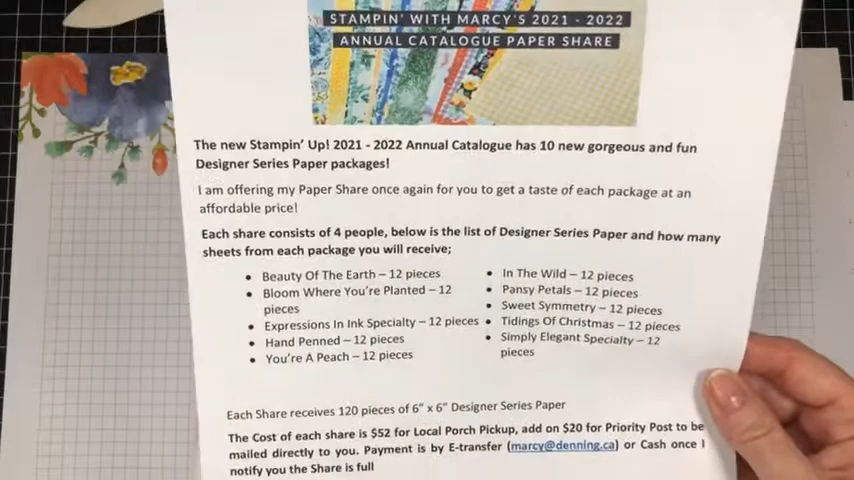 STAMPIN' WITH MARCY'S 2021 - 2022
ANNUAL CATALOGUE PAPER SHARE
The new Stampin' Up! 2021 - 2022 Annual Catalogue has 10 new gorgeous and fun
Designer Series Paper packages!
I am offering my Paper Share once again for you to get a taste of each package at an
affordable price!
Each share consists of 4 people, below is the list of Designer Series Paper and how many
sheets from each package you will receive;
• Beauty Of The Earth – 12 pieces
• Bloom Where You're Planted – 12
pieces
• Expressions In Ink Specialty – 12 pieces
• Hand Penned – 12 pieces
• You're A Peach – 12 pieces
• In The Wild – 12 pieces
• Pansy Petals – 12 pieces
• Sweet Symmetry – 12 pieces
• Tidings Of Christmas – 12 pieces
• Simply Elegant Specialty – 12
pieces
Each Share receives 120 pieces of 6" x 6" Designer Series Paper
The Cost of each share is $52 for Local Porch Pickup, add on $20 for Priority Post to be
mailed directly to you. Payment is by E-transfer (marcy@denning.ca) or Cash once I
notify you the Share is full